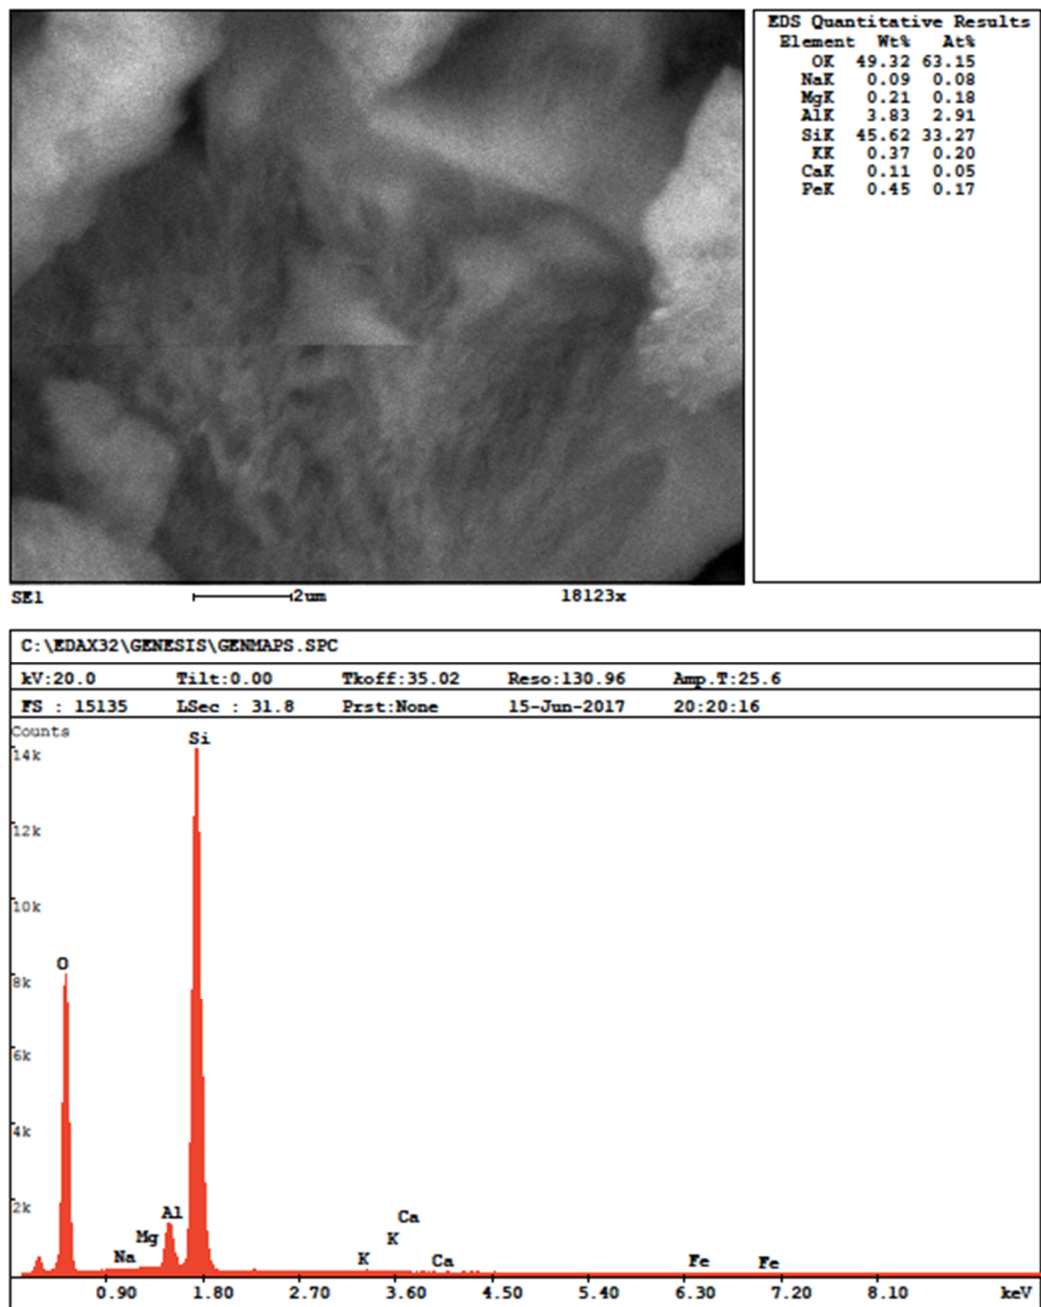 EDS Quantitative Results
Element Wt% At%
OK 49.32 63.15
NaK 0.09 0.08
MgK 0.21 0.18
AlK 3.83 2.91
SiK 45.62 33.27
KK 0.37 0.20
CaK 0.11 0.05
FeK 0.45 0.17
SE1 2um 18123x
C:\EDAX32\GENESIS\GENMAPS.SPC
kV:20.0 Tilt:0.00 Tkoff:35.02 Reso:130.96 Amp.T:25.6
FS : 15135 LSec : 31.8 Prst:None 15-Jun-2017 20:20:16
Counts
Si
14k
12k
10k
O
8k
6k
4k
2k
Al
Ca
Mg
K
Na
K
Ca
Fe
Fe
0.90 1.80 2.70 3.60 4.50 5.40 6.30 7.20 8.10 keV